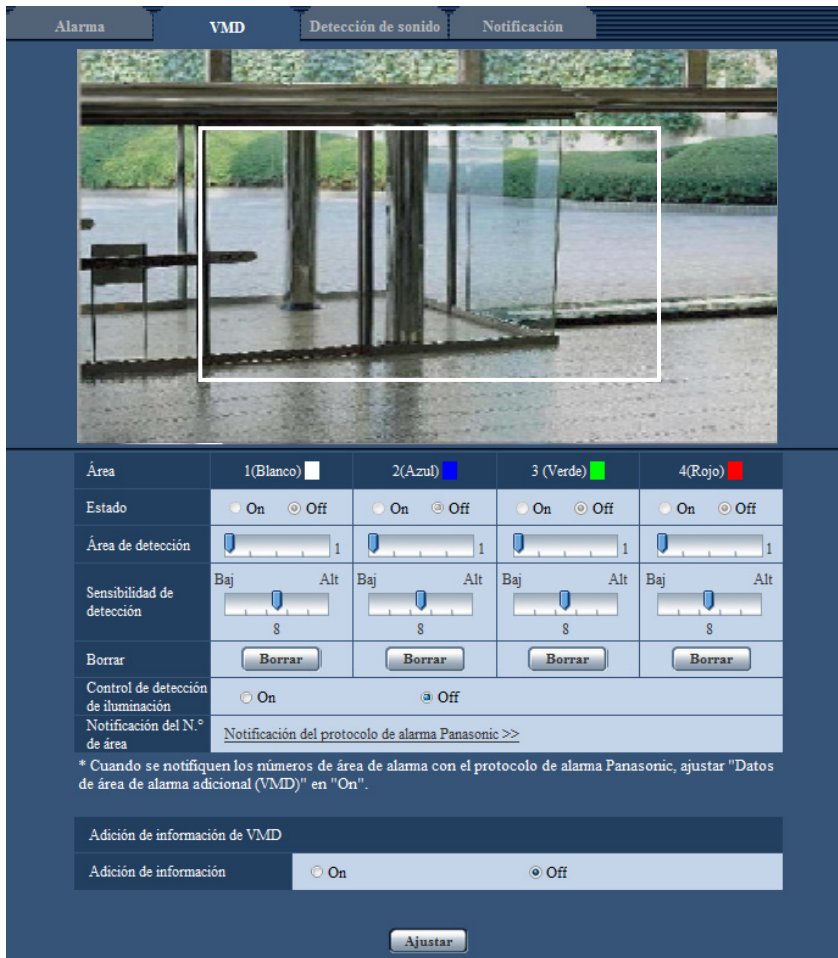 Alarma VMD Detección de sonido Notificación
Área 1(Blanco) 2(Azul) 3 (Verde) 4(Rojo)
Estado On Off On Off On Off On Off
Área de detección 1 1 1 1
Sensibilidad de detección Baj Alt Baj Alt Baj Alt Baj Alt
8 8 8 8
Borrar Borrar Borrar Borrar Borrar
Control de detección
de iluminación On Off
Notificación del N.°
de área Notificación del protocolo de alarma Panasonic >>
* Cuando se notifiquen los números de área de alarma con el protocolo de alarma Panasonic, ajustar "Datos
de área de alarma adicional (VMD)" en "On".
Adición de información de VMD
Adición de información On Off
Ajustar